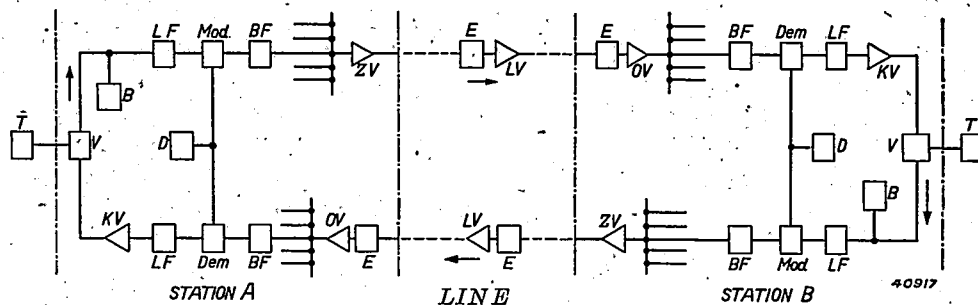 LF Mod. BF ZV E LV E OV BF Dem LF KV
B
T V D D V T
B
KV LF Dem BF OV E LV E ZV BF Mod LF
STATION A LINE STATION B 40917